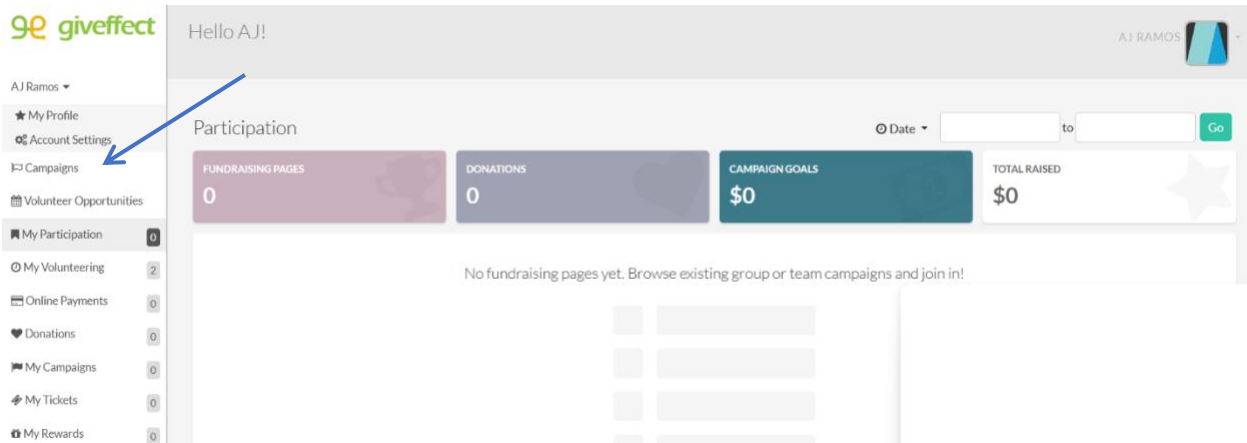 giveffect
Hello AJ!
AJ RAMOS
AJ Ramos
My Profile
Account Settings
Campaigns
Volunteer Opportunities
My Participation 0
My Volunteering 2
Online Payments 0
Donations 0
My Campaigns 0
My Tickets 0
My Rewards 0
Participation
Date to Go
FUNDRAISING PAGES
0
DONATIONS
0
CAMPAIGN GOALS
$0
TOTAL RAISED
$0
No fundraising pages yet. Browse existing group or team campaigns and join in!